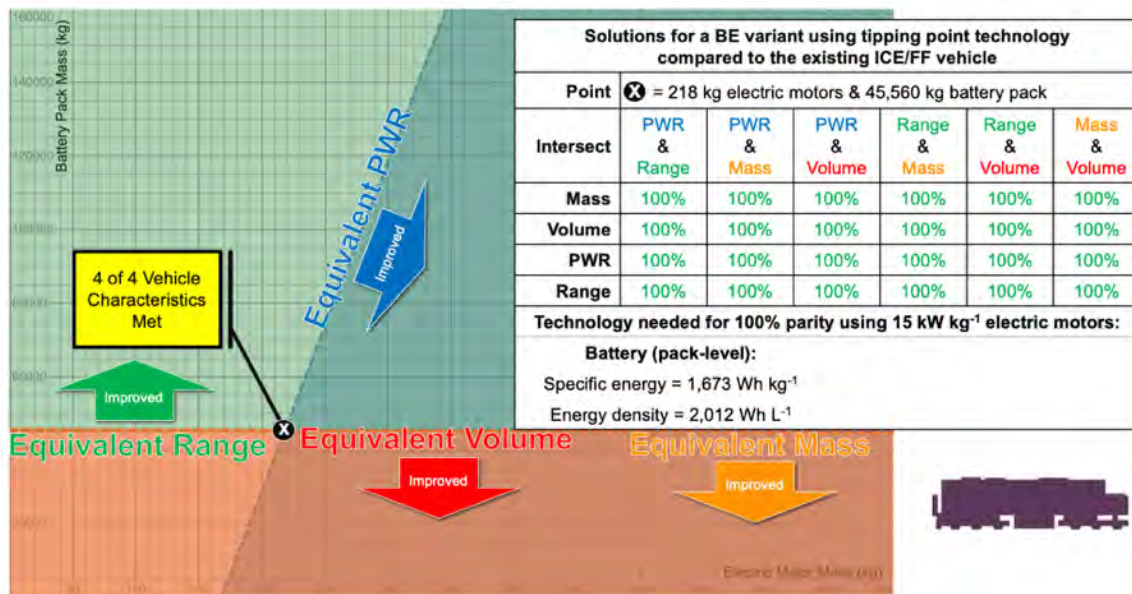 160000
Battery Pack Mass (kg)
140000
120000
100000
Equivalent PWR
Improved
4 of 4 Vehicle
Characteristics
Met
Improved
Equivalent Range
X
Equivalent Volume
Improved
Equivalent Mass
Improved
Electric Motor Mass (kg)
Solutions for a BE variant using tipping point technology
compared to the existing ICE/FF vehicle
Point X = 218 kg electric motors & 45,560 kg battery pack
Intersect PWR & Range PWR & Mass PWR & Volume Range & Mass Range & Volume Mass & Volume
Mass 100% 100% 100% 100% 100% 100%
Volume 100% 100% 100% 100% 100% 100%
PWR 100% 100% 100% 100% 100% 100%
Range 100% 100% 100% 100% 100% 100%
Technology needed for 100% parity using 15 kW kg⁻¹ electric motors:
Battery (pack-level):
Specific energy = 1,673 Wh kg⁻¹
Energy density = 2,012 Wh L⁻¹